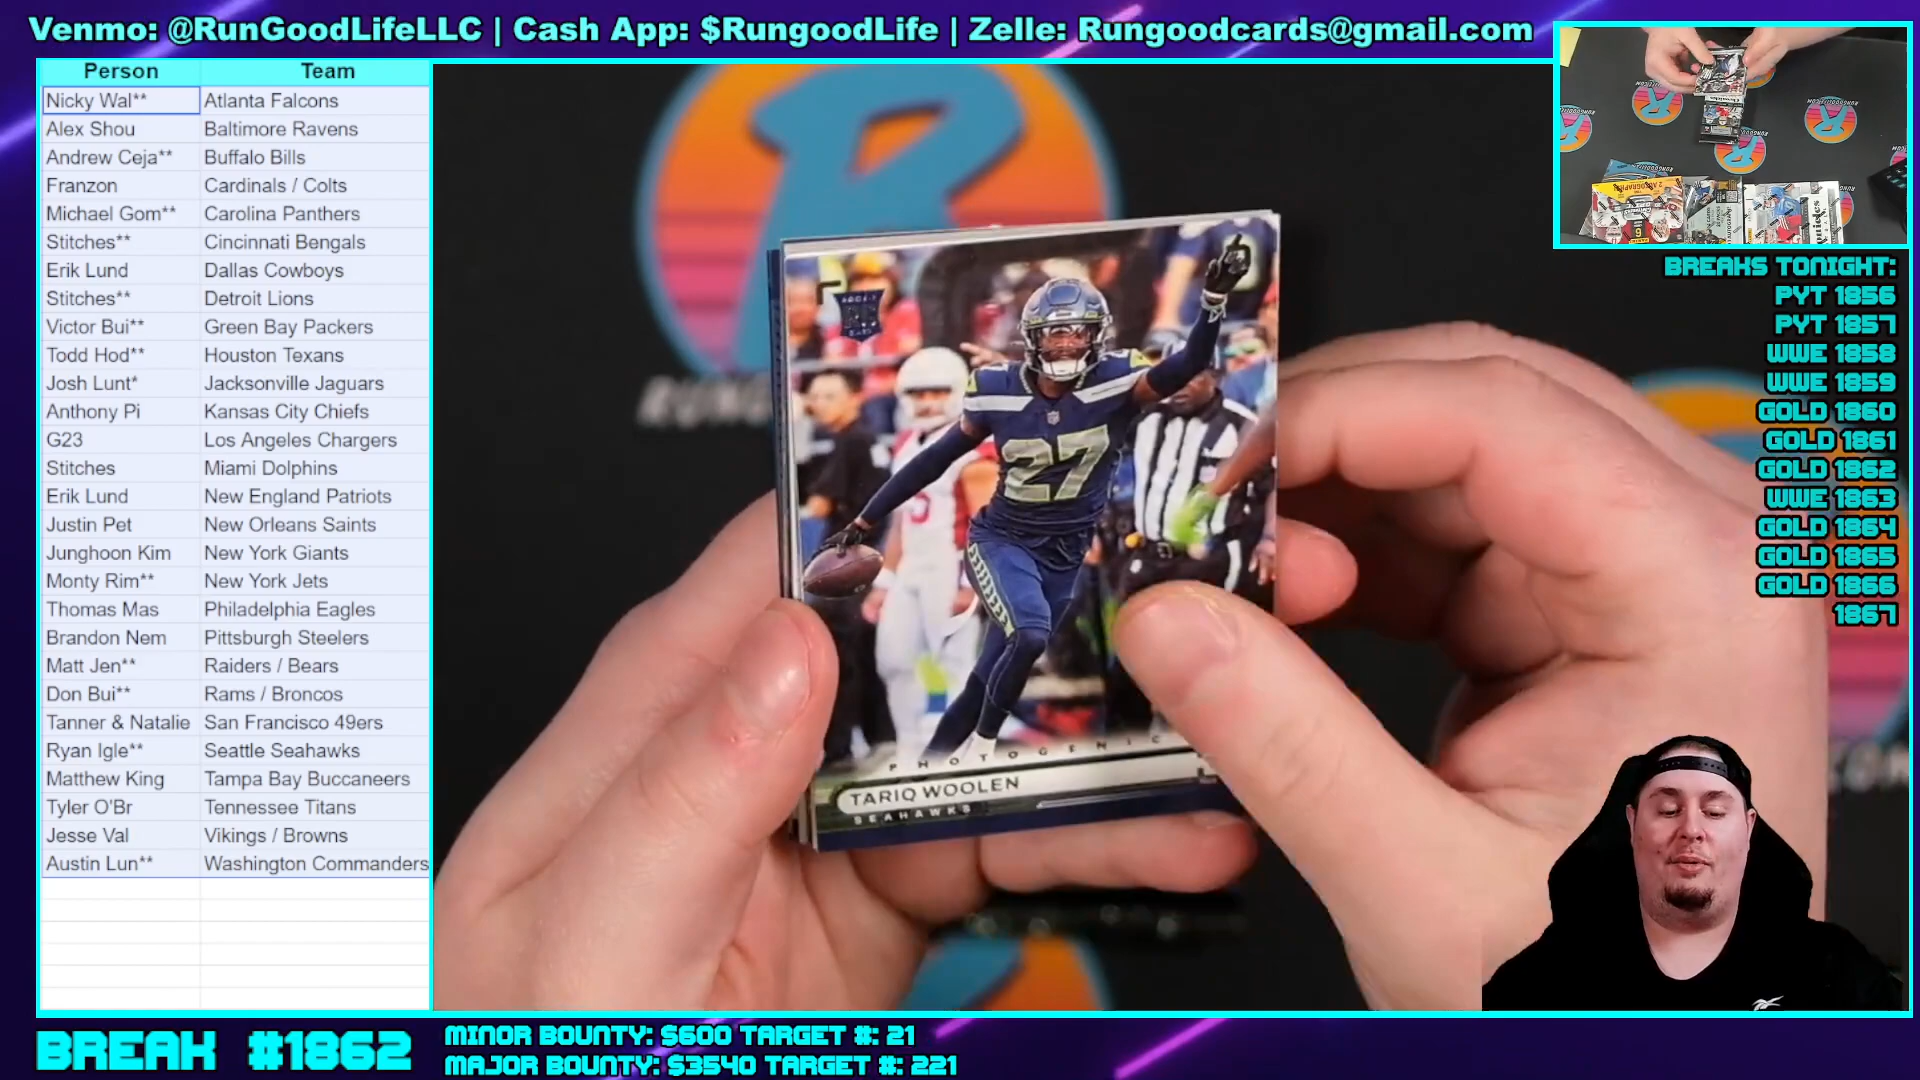 Venmo: @RunGoodLifeLLC | Cash App: $RungoodLife | Zelle: Rungoodcards@gmail.com
Person Team
Nicky Wal** Atlanta Falcons
Alex Shou Baltimore Ravens
Andrew Ceja** Buffalo Bills
Franzon Cardinals / Colts
Michael Gom** Carolina Panthers
Stitches** Cincinnati Bengals
Erik Lund Dallas Cowboys
Stitches** Detroit Lions
Victor Bui** Green Bay Packers
Todd Hod** Houston Texans
Josh Lunt* Jacksonville Jaguars
Anthony Pi Kansas City Chiefs
G23 Los Angeles Chargers
Stitches Miami Dolphins
Erik Lund New England Patriots
Justin Pet New Orleans Saints
Junghoon Kim New York Giants
Monty Rim** New York Jets
Thomas Mas Philadelphia Eagles
Brandon Nem Pittsburgh Steelers
Matt Jen** Raiders / Bears
Don Bui** Rams / Broncos
Tanner & Natalie San Francisco 49ers
Ryan Igle** Seattle Seahawks
Matthew King Tampa Bay Buccaneers
Tyler O'Br Tennessee Titans
Jesse Val Vikings / Browns
Austin Lun** Washington Commanders
27
PHOTOGENIC
TARIQ WOOLEN
SEAHAWKS
BREAKS TONIGHT:
PYT 1856
PYT 1857
WWE 1858
WWE 1859
GOLD 1860
GOLD 1861
GOLD 1862
WWE 1863
GOLD 1864
GOLD 1865
GOLD 1866
1867
BREAK #1862
MINOR BOUNTY: $600 TARGET #: 21
MAJOR BOUNTY: $3540 TARGET #: 221